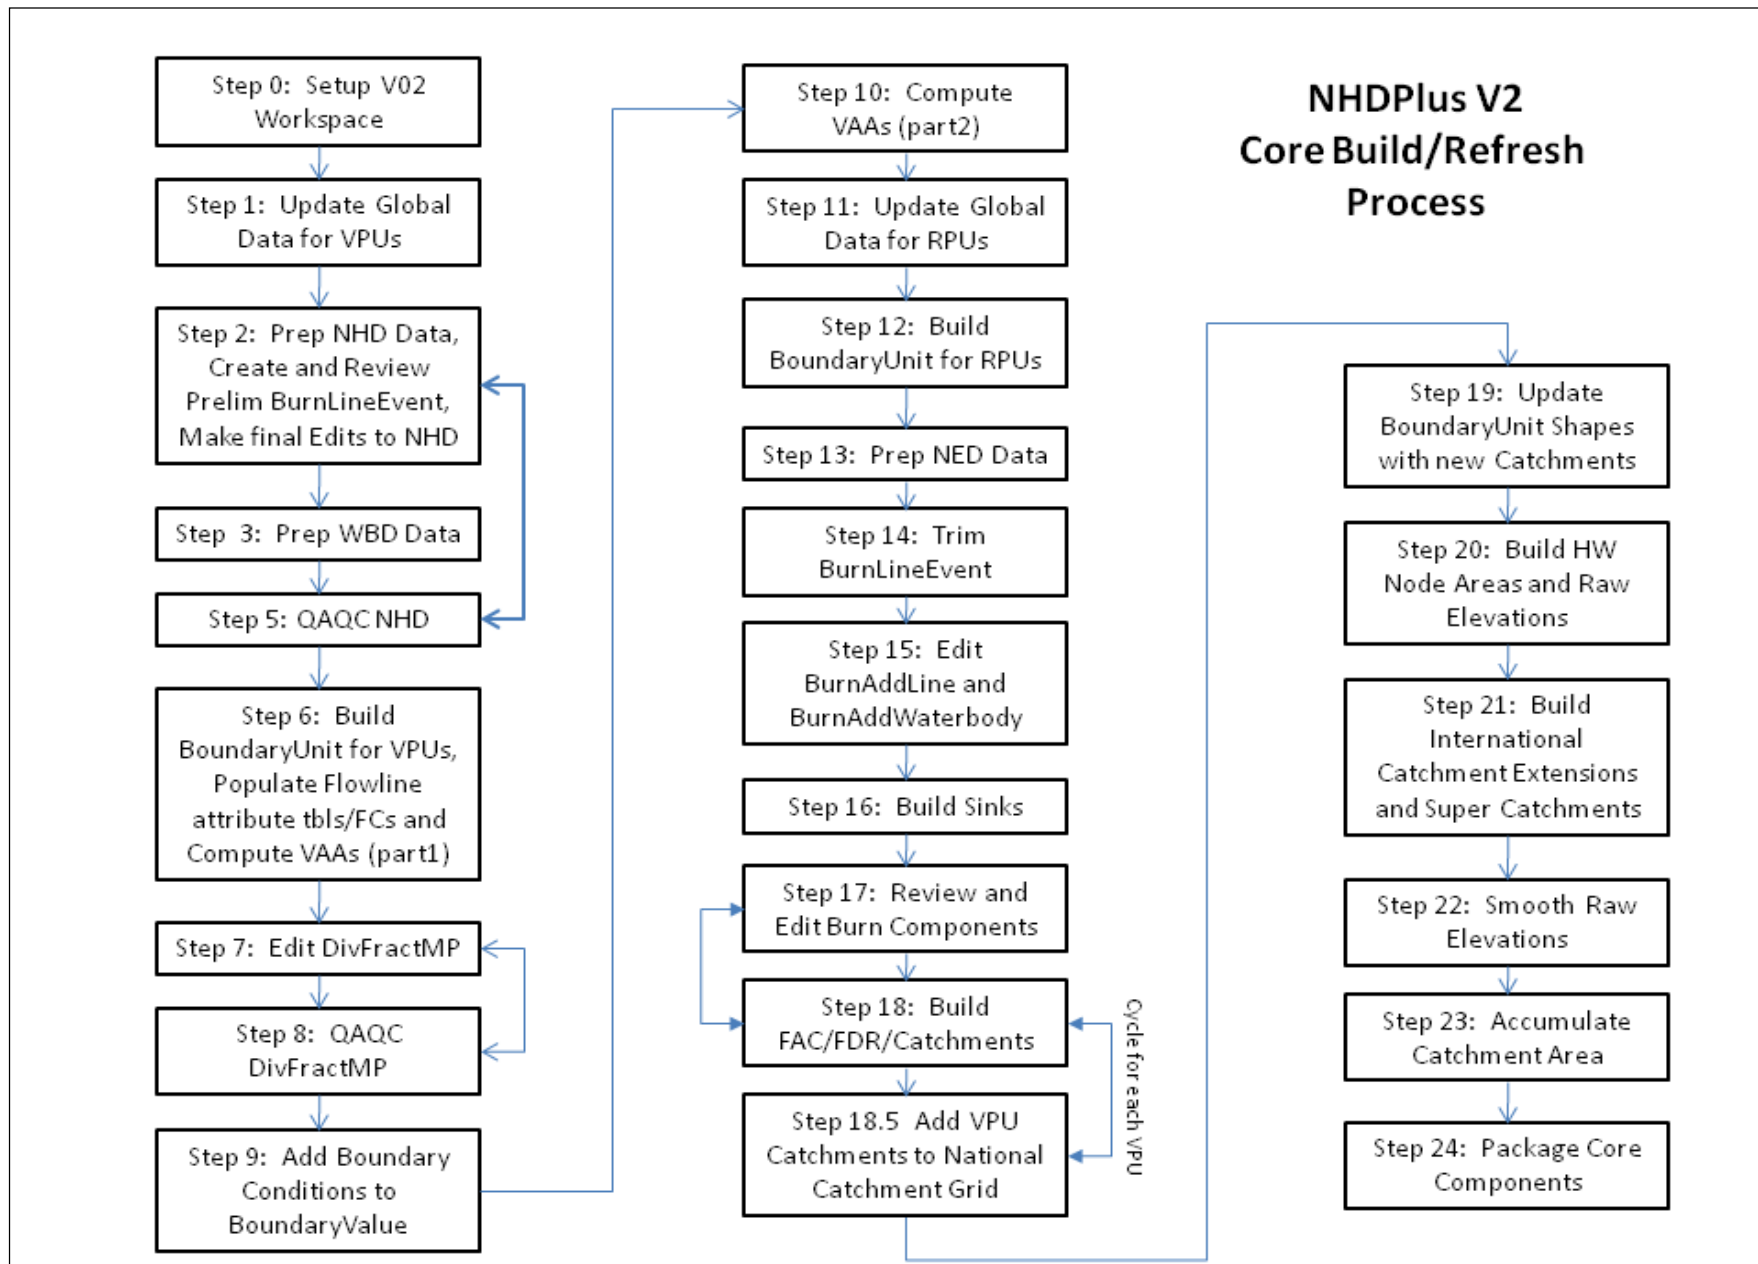 Step 0: Setup V02
Workspace
Step 1: Update Global
Data for VPUs
Step 2: Prep NHD Data,
Create and Review
Prelim BurnLineEvent,
Make final Edits to NHD
Step 3: Prep WBD Data
Step 5: QAQC NHD
Step 6: Build
BoundaryUnit for VPUs,
Populate Flowline
attribute tbls/FCs and
Compute VAAs (part1)
Step 7: Edit DivFractMP
Step 8: QAQC
DivFractMP
Step 9: Add Boundary
Conditions to
BoundaryValue
Step 10: Compute
VAAs (part2)
Step 11: Update Global
Data for RPUs
Step 12: Build
BoundaryUnit for RPUs
Step 13: Prep NED Data
Step 14: Trim
BurnLineEvent
Step 15: Edit
BurnAddLine and
BurnAddWaterbody
Step 16: Build Sinks
Step 17: Review and
Edit Burn Components
Step 18: Build
FAC/FDR/Catchments
Step 18.5 Add VPU
Catchments to National
Catchment Grid
Cycle for each VPU
NHDPlus V2
Core Build/Refresh
Process
Step 19: Update
BoundaryUnit Shapes
with new Catchments
Step 20: Build HW
Node Areas and Raw
Elevations
Step 21: Build
International
Catchment Extensions
and Super Catchments
Step 22: Smooth Raw
Elevations
Step 23: Accumulate
Catchment Area
Step 24: Package Core
Components